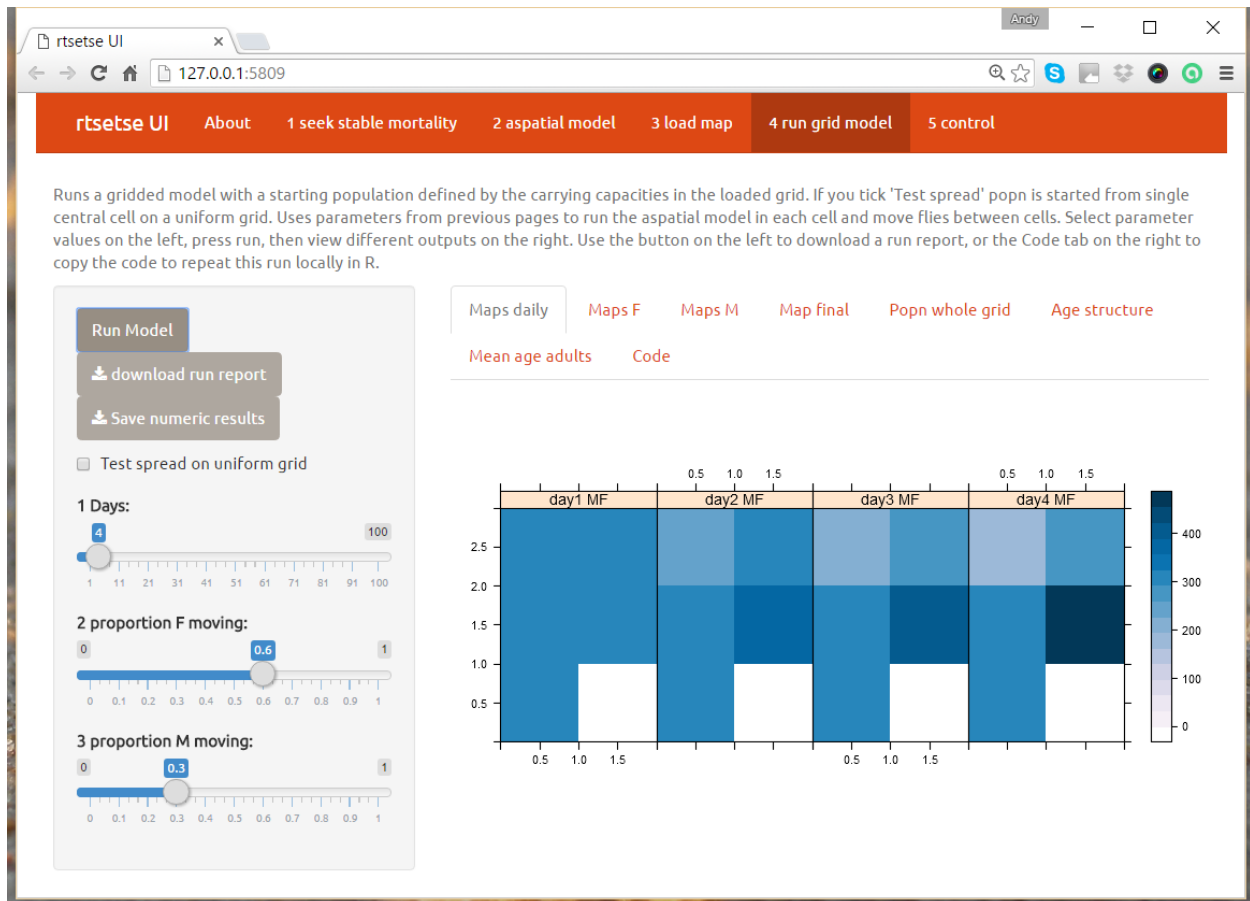 Andy
rtsetse UI
127.0.0.1:5809
rtsetse UI About 1 seek stable mortality 2 aspatial model 3 load map 4 run grid model 5 control
Runs a gridded model with a starting population defined by the carrying capacities in the loaded grid. If you tick 'Test spread' popn is started from single
central cell on a uniform grid. Uses parameters from previous pages to run the aspatial model in each cell and move flies between cells. Select parameter
values on the left, press run, then view different outputs on the right. Use the button on the left to download a run report, or the Code tab on the right to
copy the code to repeat this run locally in R.
Run Model
download run report
Save numeric results
Test spread on uniform grid
1 Days:
4 100
1 11 21 31 41 51 61 71 81 91 100
2 proportion F moving:
0 0.6 1
0 0.1 0.2 0.3 0.4 0.5 0.6 0.7 0.8 0.9 1
3 proportion M moving:
0 0.3 1
0 0.1 0.2 0.3 0.4 0.5 0.6 0.7 0.8 0.9 1
Maps daily Maps F Maps M Map final Popn whole grid Age structure
Mean age adults Code
0.5 1.0 1.5 0.5 1.0 1.5
day1 MF day2 MF day3 MF day4 MF
2.5
2.0
1.5
1.0
0.5
0.5 1.0 1.5 0.5 1.0 1.5
400
300
200
100
0